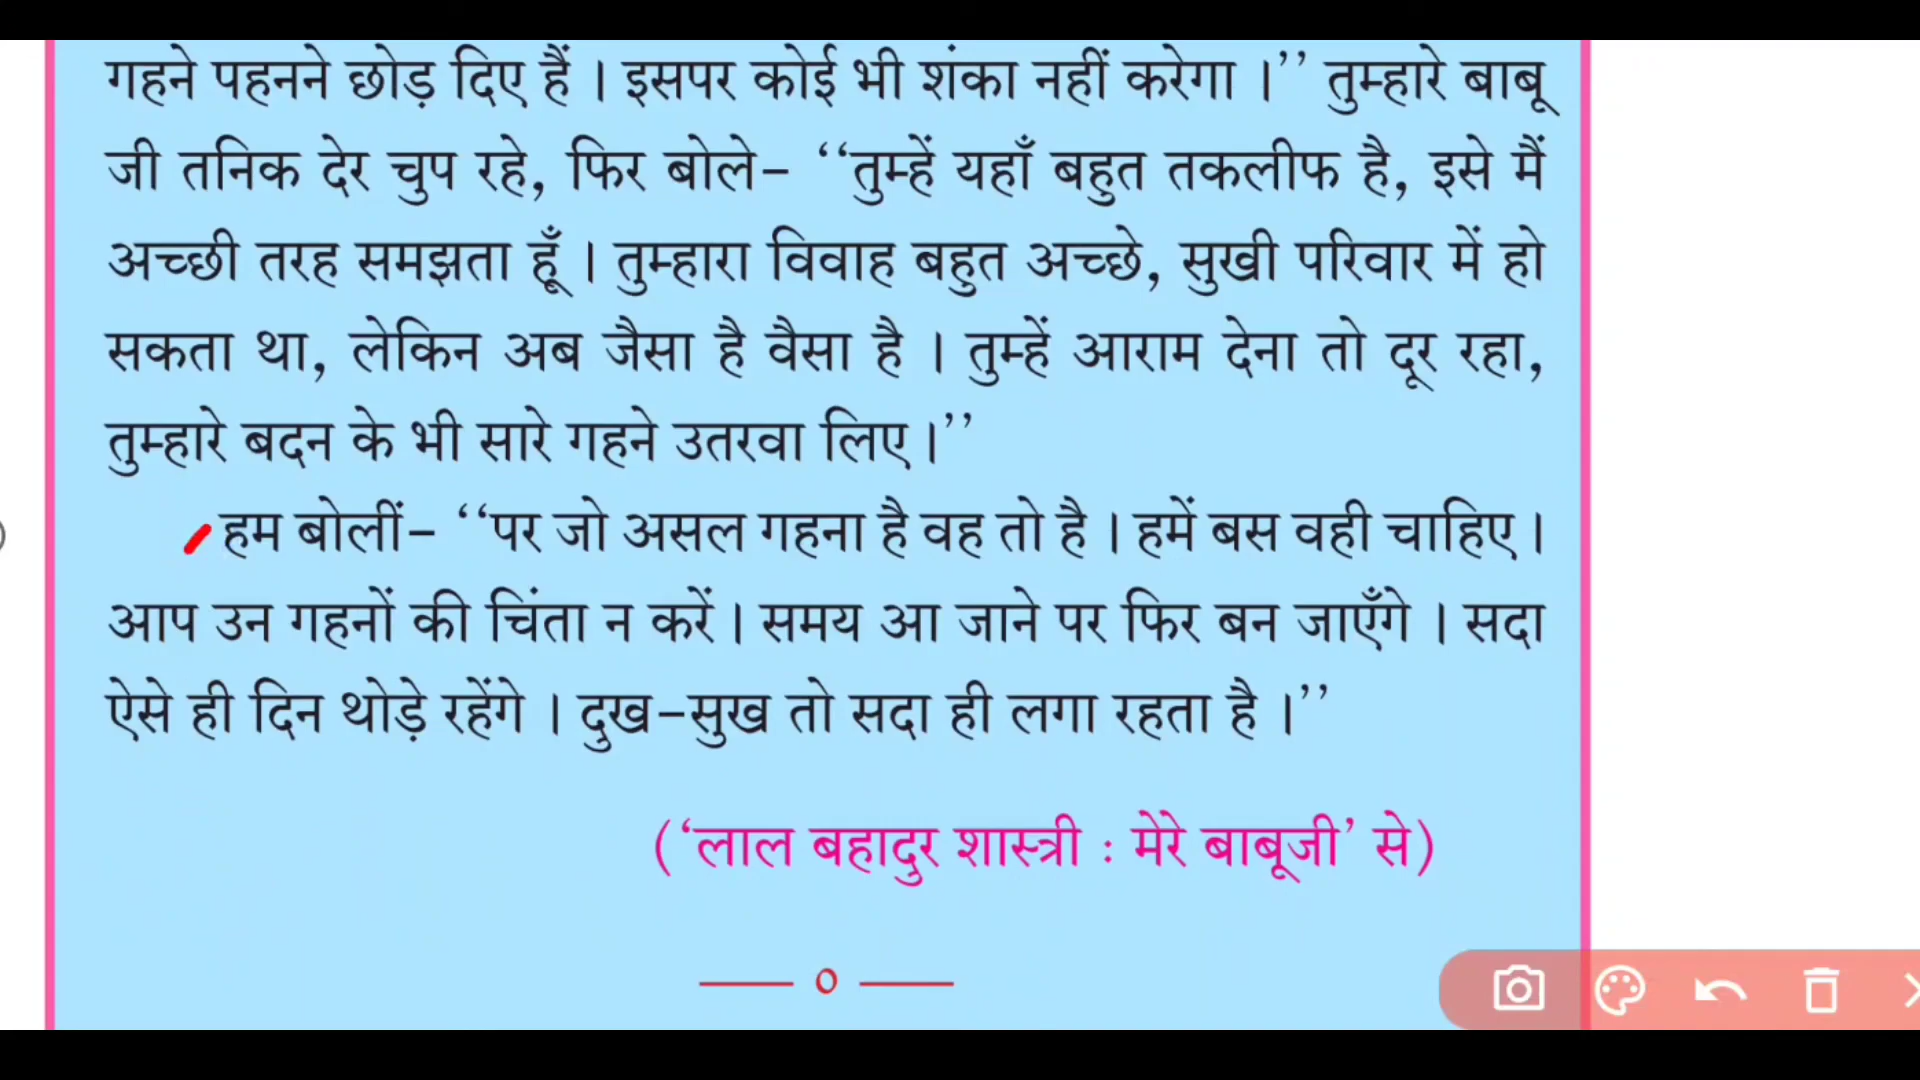 गहने पहनने छोड़ दिए हैं । इसपर कोई भी शंका नहीं करेगा ।’’ तुम्हारे बाबू
जी तनिक देर चुप रहे, फिर बोले– ‘‘तुम्हें यहाँ बहुत तकलीफ है, इसे मैं
अच्छी तरह समझता हूँ । तुम्हारा विवाह बहुत अच्छे, सुखी परिवार में हो
सकता था, लेकिन अब जैसा है वैसा है । तुम्हें आराम देना तो दूर रहा,
तुम्हारे बदन के भी सारे गहने उतरवा लिए ।’’
हम बोलीं– ‘‘पर जो असल गहना है वह तो है । हमें बस वही चाहिए ।
आप उन गहनों की चिंता न करें । समय आ जाने पर फिर बन जाएँगे । सदा
ऐसे ही दिन थोड़े रहेंगे । दुख–सुख तो सदा ही लगा रहता है ।’’
(‘लाल बहादुर शास्त्री : मेरे बाबूजी’ से)